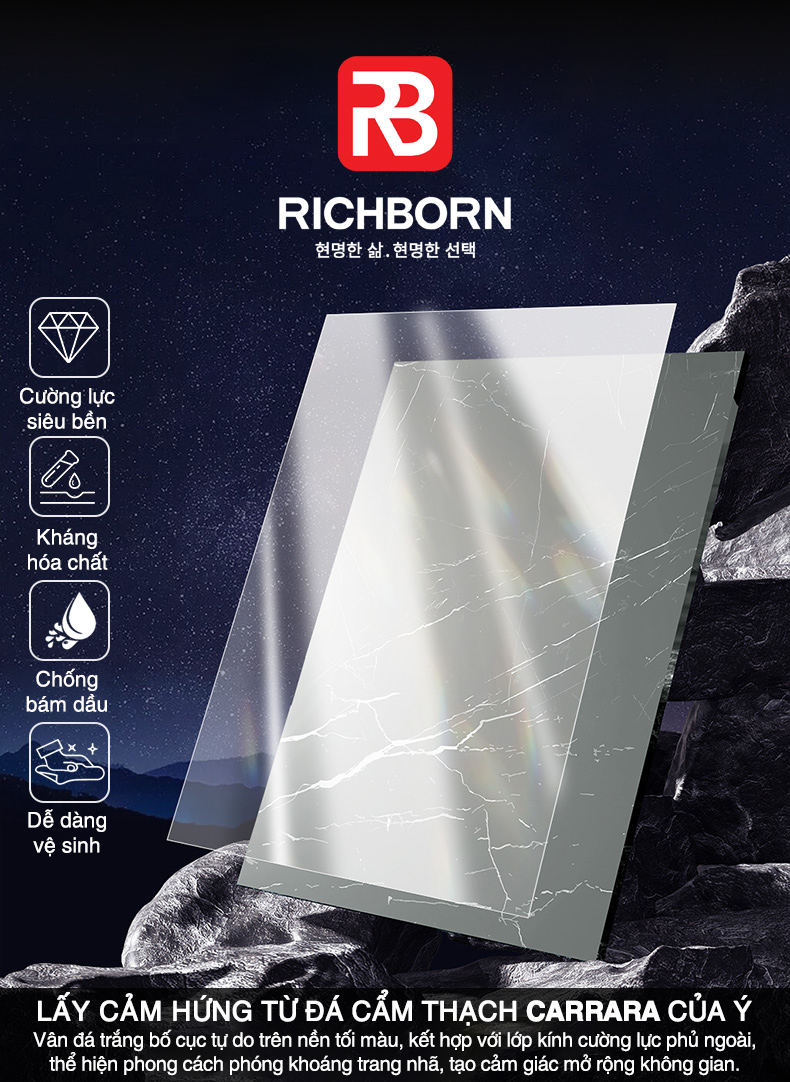 RB
RICHBORN
현명한 삶.현명한 선택
Cường lực
siêu bền
Kháng
hóa chất
Chống
bám dầu
Dễ dàng
vệ sinh
LẤY CẢM HỨNG TỪ ĐÁ CẨM THẠCH CARRARA CỦA Ý
Vân đá trắng bố cục tự do trên nền tối màu, kết hợp với lớp kính cường lực phủ ngoài,
thể hiện phong cách phóng khoáng trang nhã, tạo cảm giác mở rộng không gian.